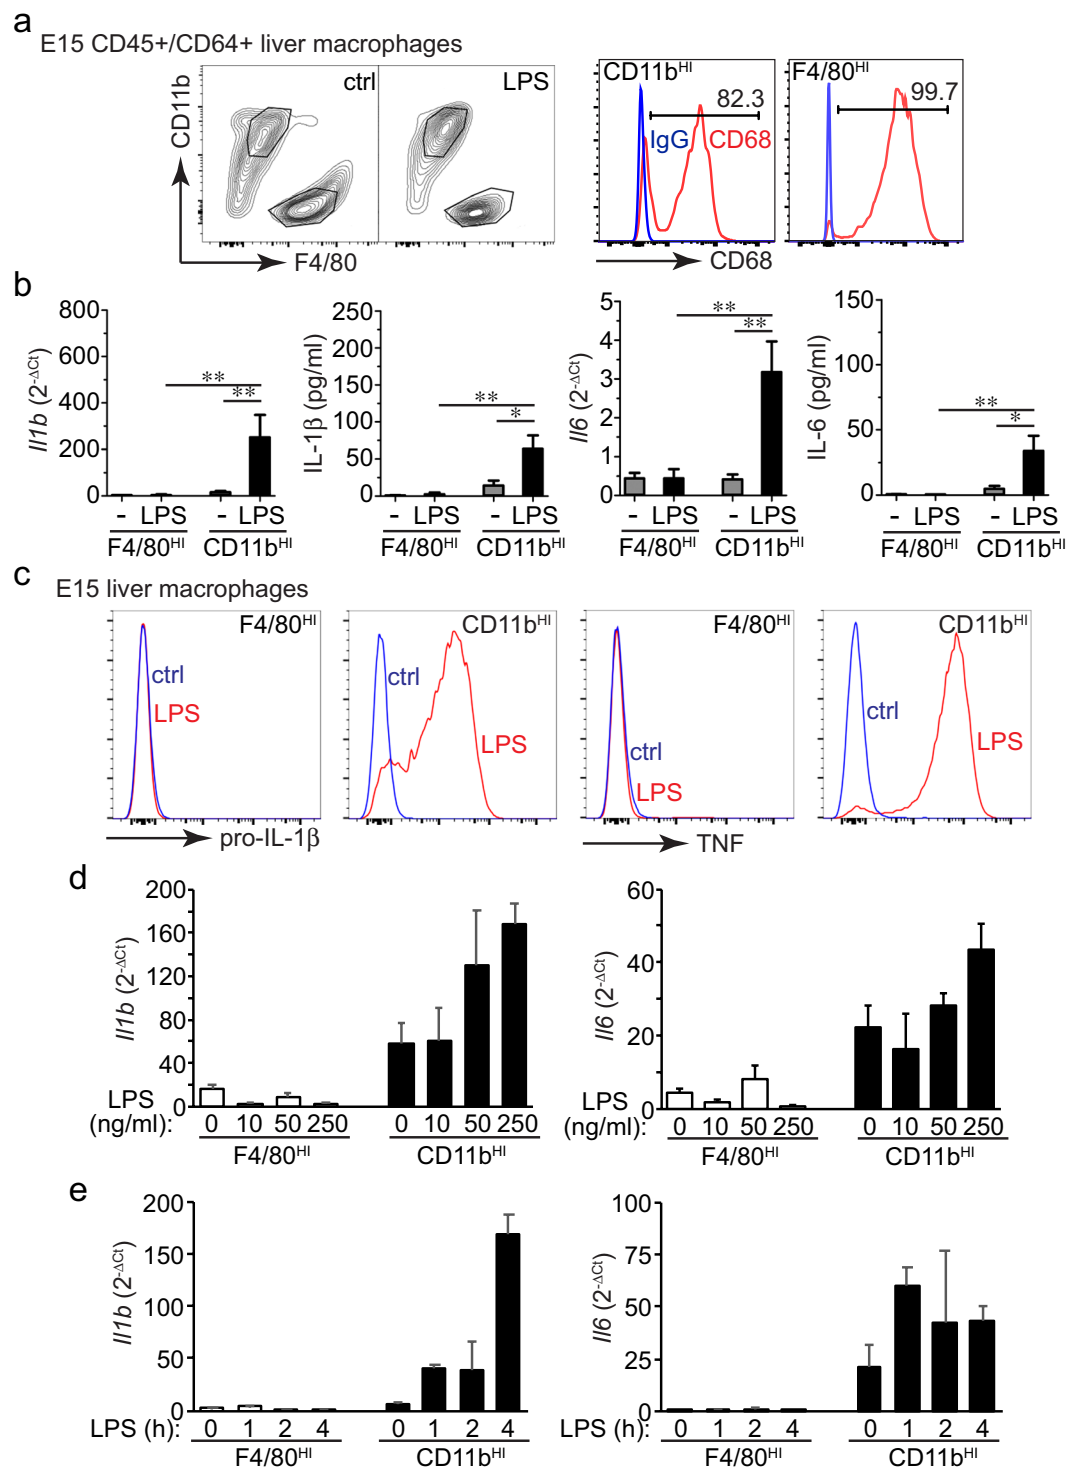 a
E15 CD45+/CD64+ liver macrophages
CD11b
ctrl
LPS
F4/80
CD11bHI
82.3
IgG
CD68
F4/80HI
99.7
CD68
b
Il1b (2-ΔCt)
800
600
400
200
0
**
**
- LPS - LPS
F4/80HI CD11bHI
IL-1β (pg/ml)
250
200
150
100
50
0
**
*
- LPS - LPS
F4/80HI CD11bHI
Il6 (2-ΔCt)
5
4
3
2
1
0
**
**
- LPS - LPS
F4/80HI CD11bHI
IL-6 (pg/ml)
150
100
50
0
**
*
- LPS - LPS
F4/80HI CD11bHI
c
E15 liver macrophages
F4/80HI
ctrl
LPS
CD11bHI
ctrl
LPS
pro-IL-1β
F4/80HI
ctrl
LPS
CD11bHI
ctrl
LPS
TNF
d
Il1b (2-ΔCt)
200
160
120
80
40
0
LPS
(ng/ml):
0 10 50 250 0 10 50 250
F4/80HI CD11bHI
Il6 (2-ΔCt)
60
40
20
0
LPS
(ng/ml):
0 10 50 250 0 10 50 250
F4/80HI CD11bHI
e
Il1b (2-ΔCt)
200
150
100
50
0
LPS (h): 0 1 2 4 0 1 2 4
F4/80HI CD11bHI
Il6 (2-ΔCt)
100
75
50
25
0
LPS (h): 0 1 2 4 0 1 2 4
F4/80HI CD11bHI